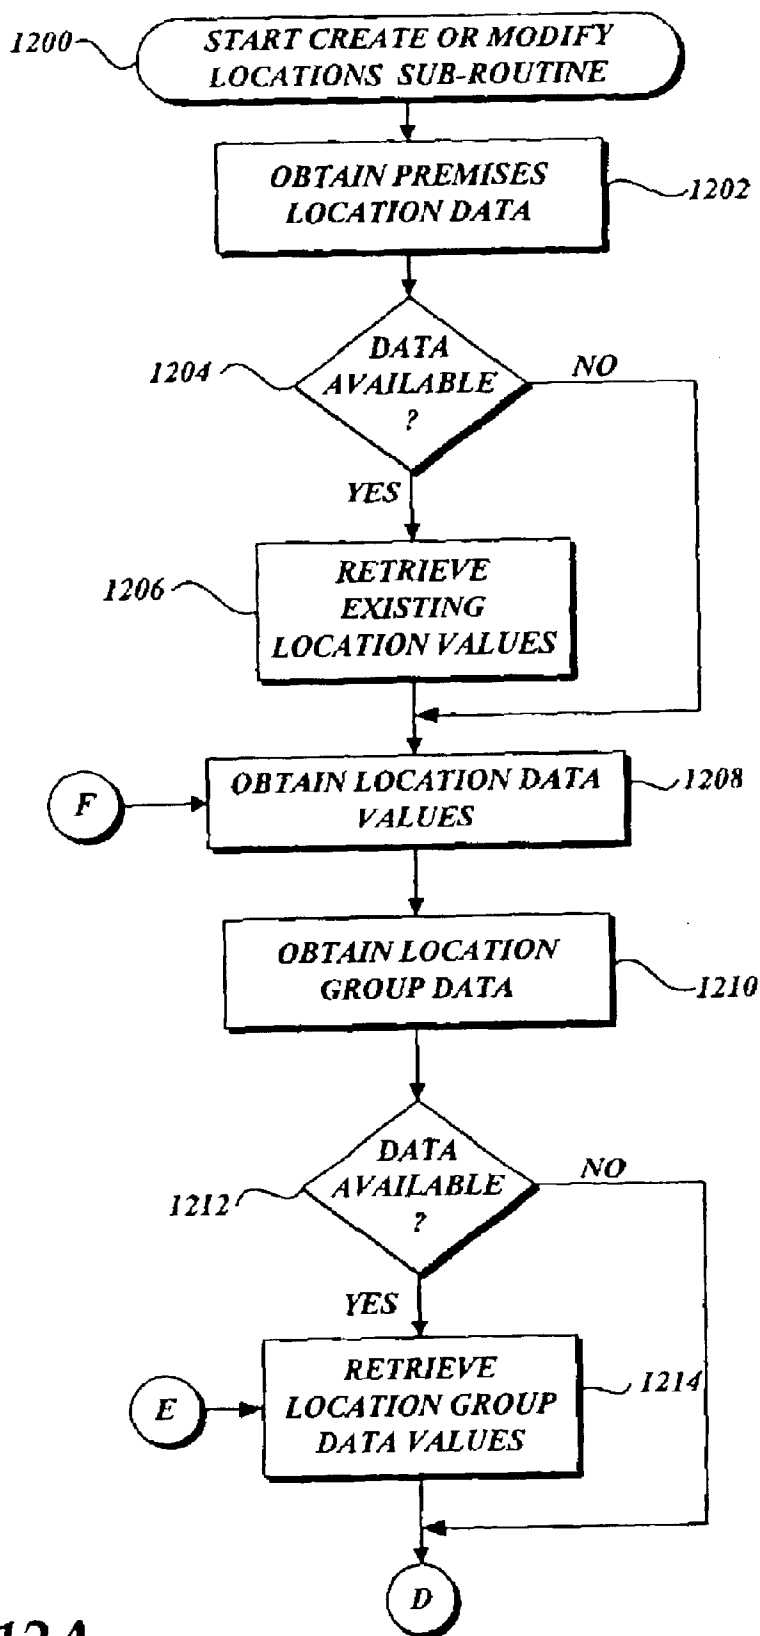 1200
START CREATE OR MODIFY
LOCATIONS SUB-ROUTINE
OBTAIN PREMISES
LOCATION DATA
1202
1204
DATA
AVAILABLE
?
NO
YES
1206
RETRIEVE
EXISTING
LOCATION VALUES
F
OBTAIN LOCATION DATA
VALUES
1208
OBTAIN LOCATION
GROUP DATA
1210
1212
DATA
AVAILABLE
?
NO
YES
E
RETRIEVE
LOCATION GROUP
DATA VALUES
1214
D
12A